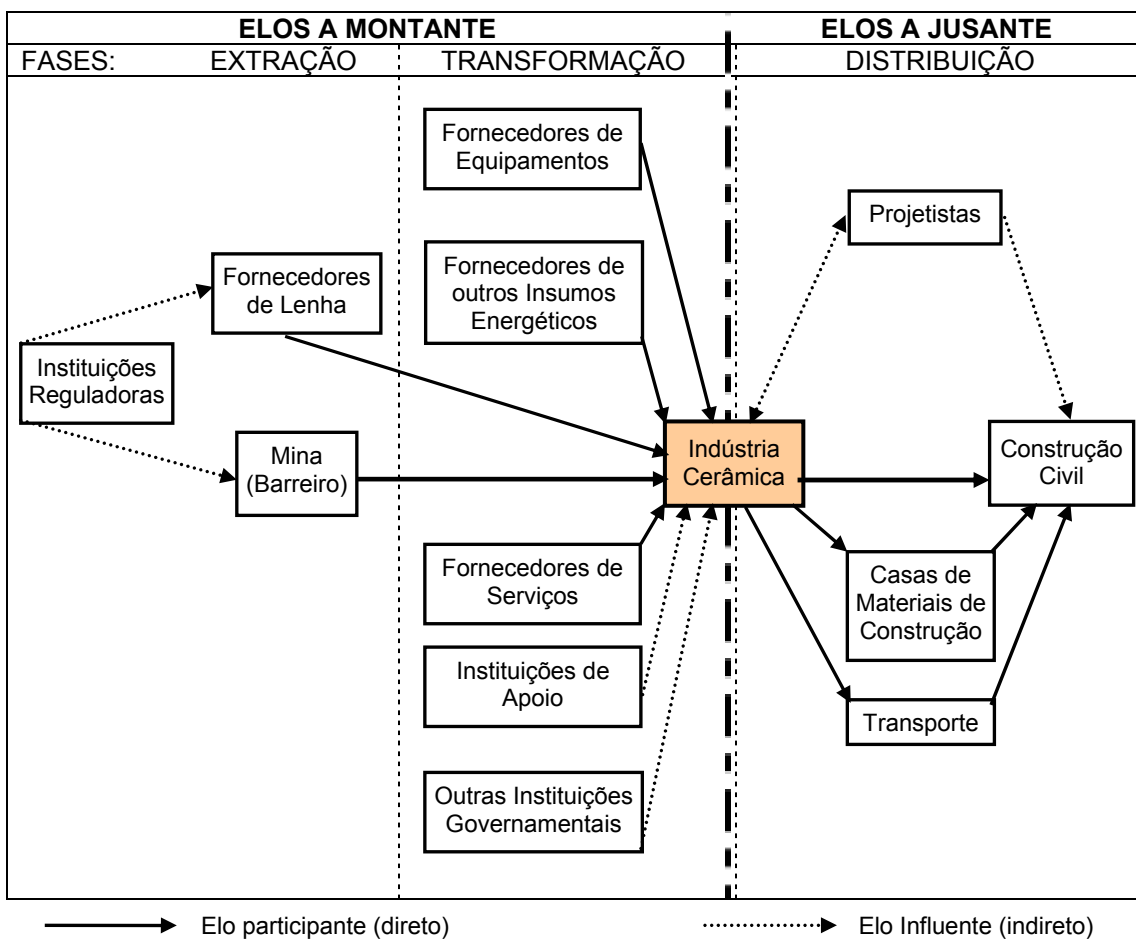 ELOS A MONTANTE
ELOS A JUSANTE
FASES:
EXTRAÇÃO
TRANSFORMAÇÃO
DISTRIBUIÇÃO
Fornecedores de
Equipamentos
Projetistas
Fornecedores
de Lenha
Fornecedores de
outros Insumos
Energéticos
Instituições
Reguladoras
Mina
(Barreiro)
Indústria
Cerâmica
Construção
Civil
Fornecedores de
Serviços
Casas de
Materiais de
Construção
Instituições de
Apoio
Transporte
Outras Instituições
Governamentais
Elo participante (direto)
Elo Influente (indireto)